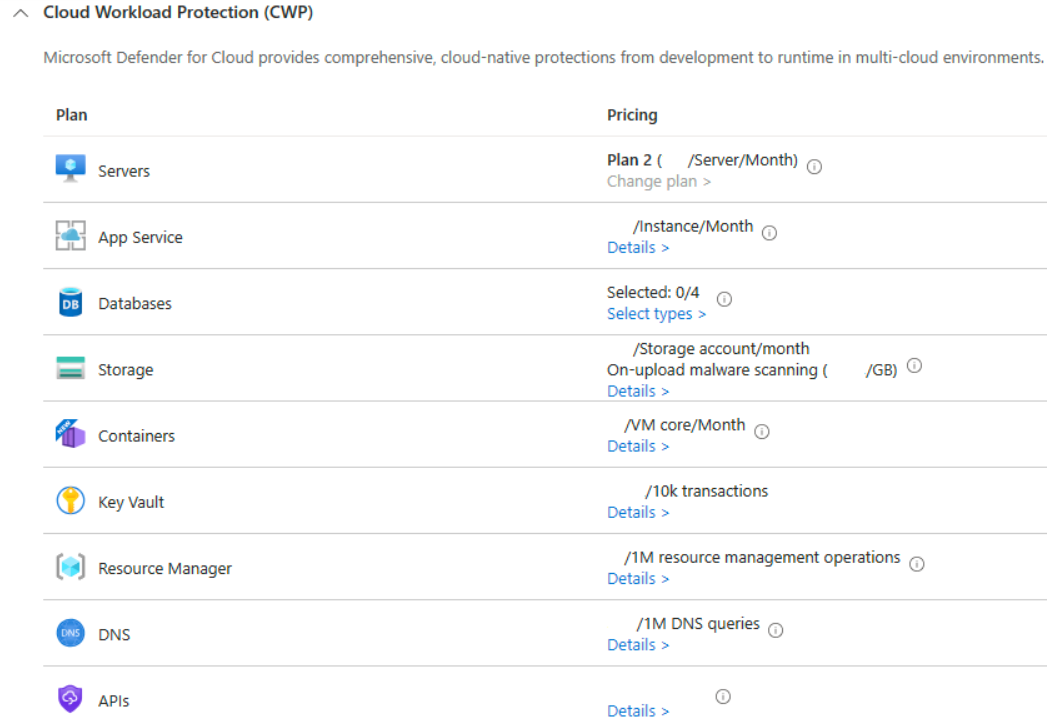 Cloud Workload Protection (CWP)
Microsoft Defender for Cloud provides comprehensive, cloud-native protections from development to runtime in multi-cloud environments.
Plan Pricing
Servers
Plan 2 ( /Server/Month)
Change plan >
App Service
/Instance/Month
Details >
Databases
Selected: 0/4
Select types >
Storage
/Storage account/month
On-upload malware scanning ( /GB)
Details >
NEW
Containers
/VM core/Month
Details >
Key Vault
/10k transactions
Details >
Resource Manager
/1M resource management operations
Details >
DNS
DNS
/1M DNS queries
Details >
APIs
Details >
DB